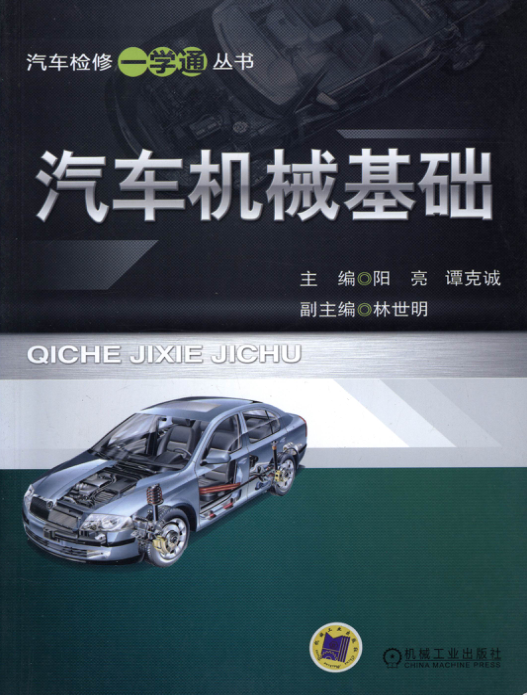 汽车检修一学通丛书
汽车机械基础
主 编◎阳 亮 谭克诚
副主编◎林世明
QICHE JIXIE JICHU
机械工业出版社
CHINA MACHINE PRESS